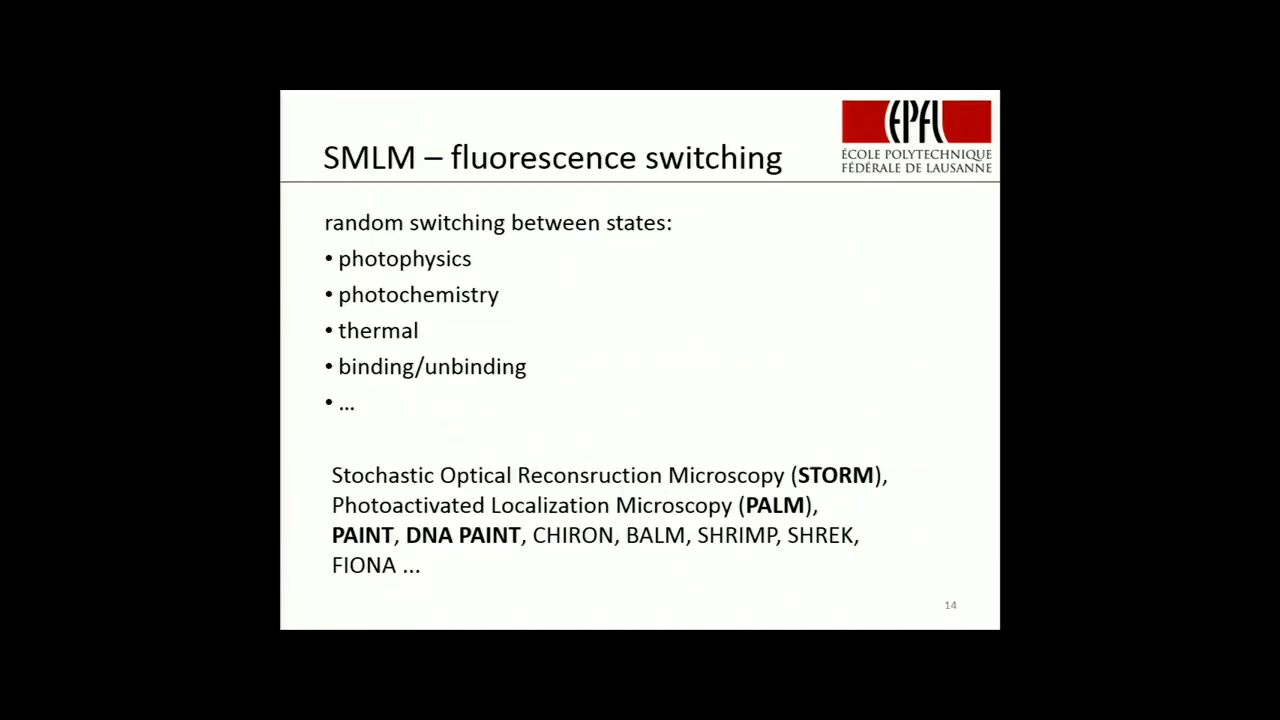 EPFL
ÉCOLE POLYTECHNIQUE
FÉDÉRALE DE LAUSANNE
SMLM – fluorescence switching
random switching between states:
• photophysics
• photochemistry
• thermal
• binding/unbinding
• ...
Stochastic Optical Reconsruction Microscopy (STORM),
Photoactivated Localization Microscopy (PALM),
PAINT, DNA PAINT, CHIRON, BALM, SHRIMP, SHREK,
FIONA ...
14